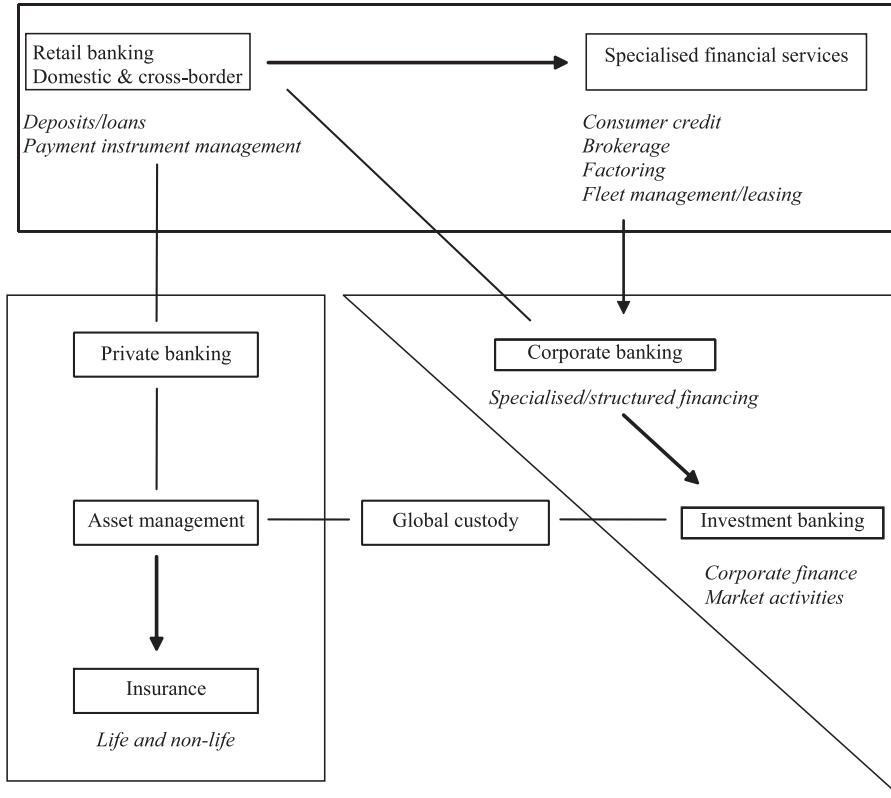 Retail banking
Domestic & cross-border
Specialised financial services
Deposits/loans
Payment instrument management
Consumer credit
Brokerage
Factoring
Fleet management/leasing
Private banking
Corporate banking
Specialised/structured financing
Asset management
Global custody
Investment banking
Corporate finance
Market activities
Insurance
Life and non-life